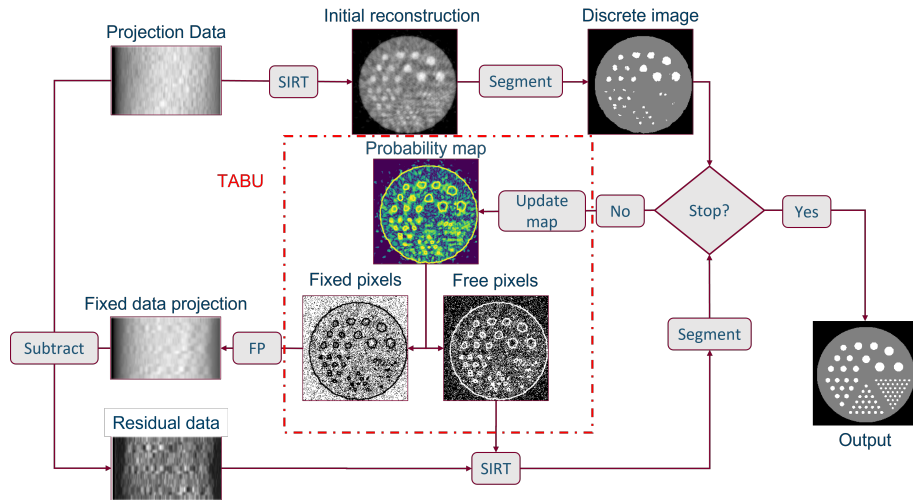 Projection Data
Initial reconstruction
Discrete image
SIRT
Segment
Probability map
TABU
Update
map
No
Stop?
Yes
Fixed pixels
Free pixels
Fixed data projection
Subtract
FP
Segment
Residual data
SIRT
Output